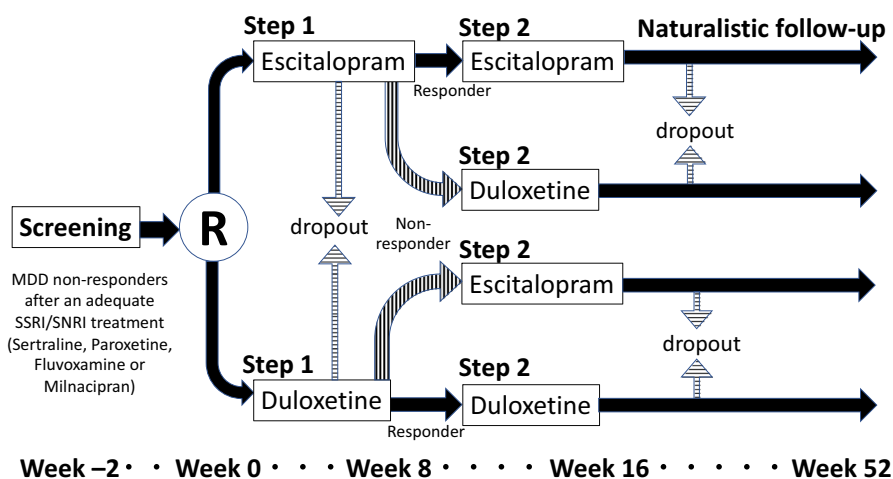 Step 1
Escitalopram
Responder
Step 2
Escitalopram
Naturalistic follow-up
dropout
Step 2
Duloxetine
Screening
R
dropout
Non-
responder
MDD non-responders
after an adequate
SSRI/SNRI treatment
(Sertraline, Paroxetine,
Fluvoxamine or
Milnacipran)
Step 2
Escitalopram
dropout
Step 1
Duloxetine
Responder
Step 2
Duloxetine
Week –2 · · Week 0 · · · Week 8 · · · · Week 16 · · · · · Week 52